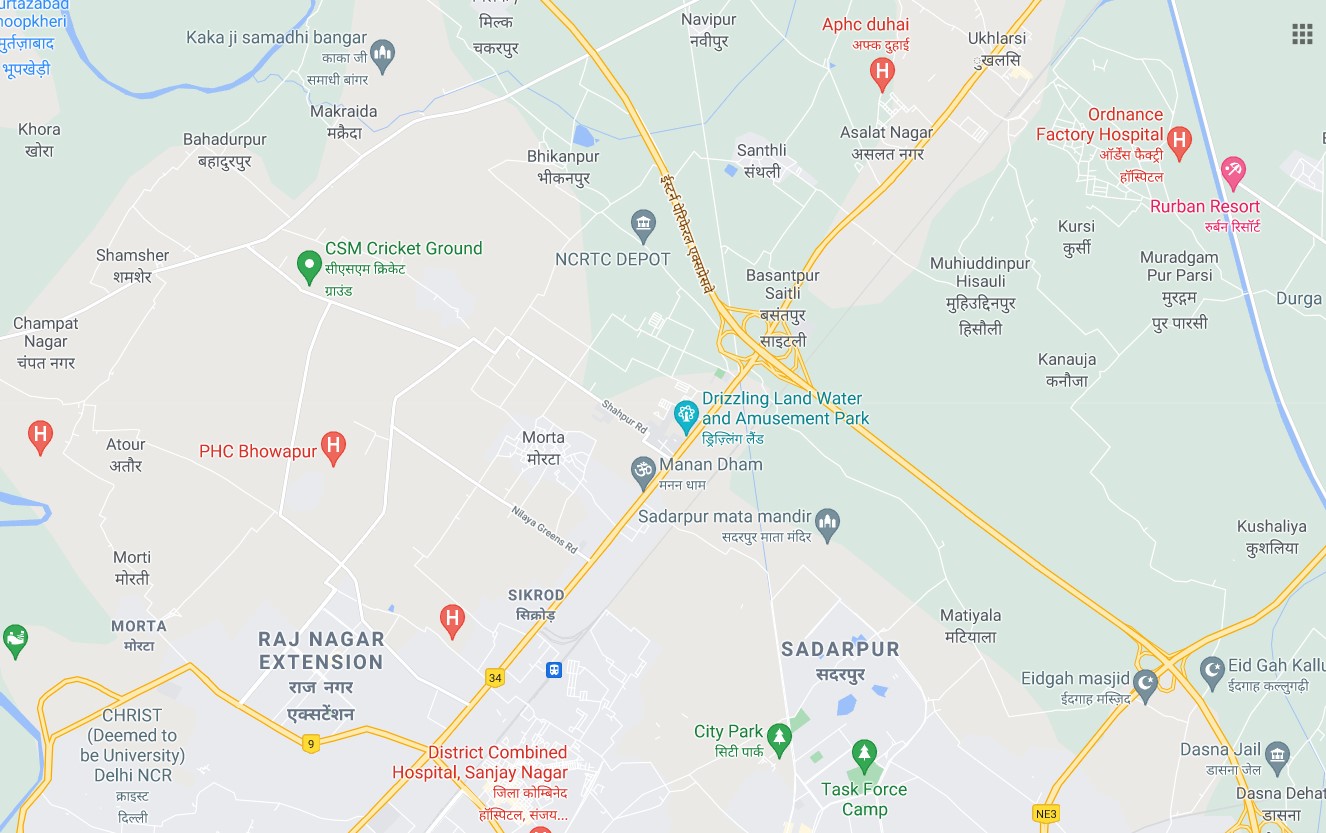 मुर्तज़ाबाद
भूपखेड़ी
Kaka ji samadhi bangar
काका जी
समाधी बांगर
मिल्क
चकरपुर
Navipur
नवीपुर
Aphc duhai
अफ्क दुहाई
Ukhlarsi
ुखलसि
Makraida
मक्रैदा
Khora
खोरा
Bahadurpur
बहादुरपुर
Bhikanpur
भीकनपुर
Santhli
संथली
Asalat Nagar
असलत नगर
Ordnance
Factory Hospital
ऑर्डेंस फैक्ट्री
हॉस्पिटल
Rurban Resort
रुर्बन रिसॉर्ट
ईस्टर्न पेरिफेरल एक्सप्रेसवे
Shamsher
शमशेर
CSM Cricket Ground
सीएसएम क्रिकेट
ग्राउंड
NCRTC DEPOT
Basantpur
Saitli
बसंतपुर
साइटली
Kursi
कुर्सी
Muhiuddinpur
Hisauli
मुहिउद्दिनपुर
हिसौली
Muradgam
Pur Parsi
मुरद्गम
पुर पारसी
Durga
Champat
Nagar
चंपत नगर
Kanauja
कनौजा
Drizzling Land Water
and Amusement Park
ड्रिज़्लिंग लैंड
Shahpur Rd
Atour
अतौर
PHC Bhowapur
Morta
मोरटा
Manan Dham
मनन धाम
Sadarpur mata mandir
सदरपुर माता मंदिर
Nilaya Greens Rd
Kushaliya
कुशलिया
Morti
मोरती
SIKROD
सिक्रोड़
MORTA
मोरटा
RAJ NAGAR
EXTENSION
राज नगर
एक्सटेंशन
Matiyala
मटियाला
SADARPUR
सदरपुर
34
Eidgah masjid
ईदगाह मस्ज़िद
Eid Gah Kallu
ईदगाह कल्लुगढ़ी
CHRIST
(Deemed to
be University)
Delhi NCR
क्राइस्ट
दिल्ली
9
District Combined
Hospital, Sanjay Nagar
जिला कोम्बिनेद
हॉस्पिटल, संजय...
City Park
सिटी पार्क
Task Force
Camp
Dasna Jail
डासना जेल
Dasna Dehat
डासना
NE3